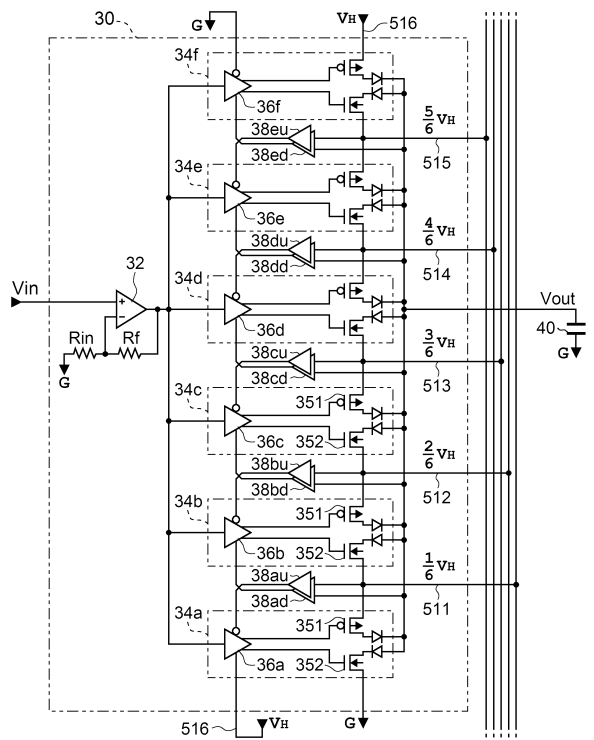 G
VH
516
30
34f
36f
38eu
38ed
5/6 VH
515
34e
36e
38du
38dd
4/6 VH
514
Vin
32
34d
36d
Vout
40
G
Rin
Rf
G
38cu
38cd
3/6 VH
513
34c
351
36c
352
38bu
38bd
2/6 VH
512
34b
351
36b
352
38au
38ad
1/6 VH
511
34a
351
36a
352
516
VH
G